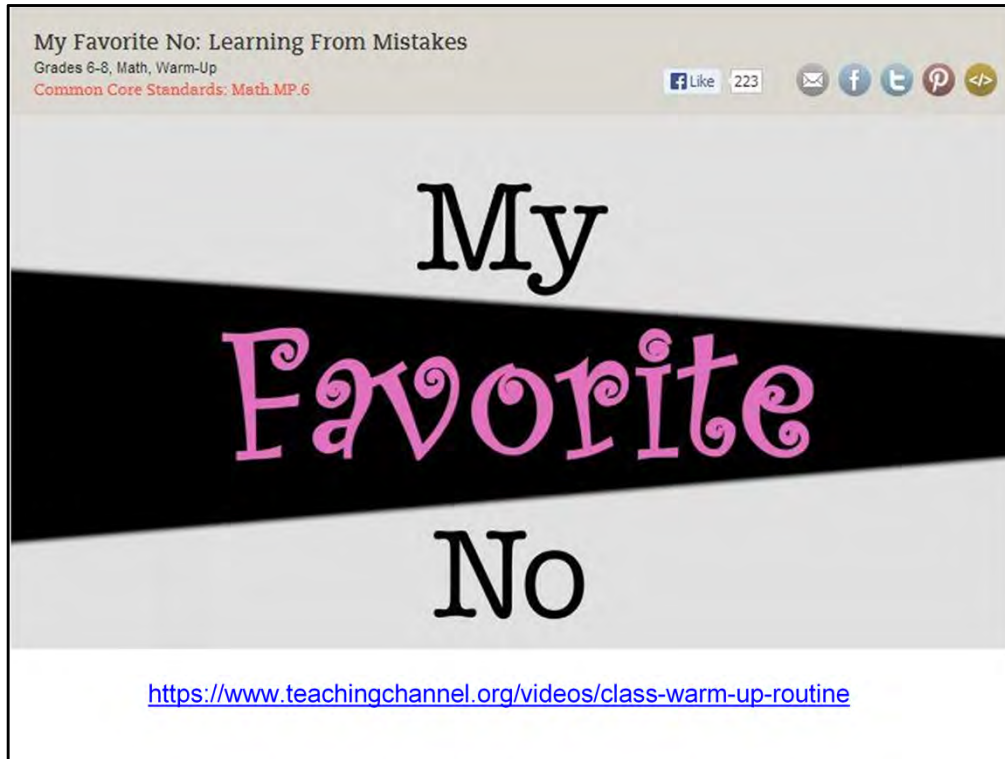 My Favorite No: Learning From Mistakes
Grades 6-8, Math, Warm-Up
Common Core Standards: Math.MP.6
Like 223
My
Favorite
No
https://www.teachingchannel.org/videos/class-warm-up-routine